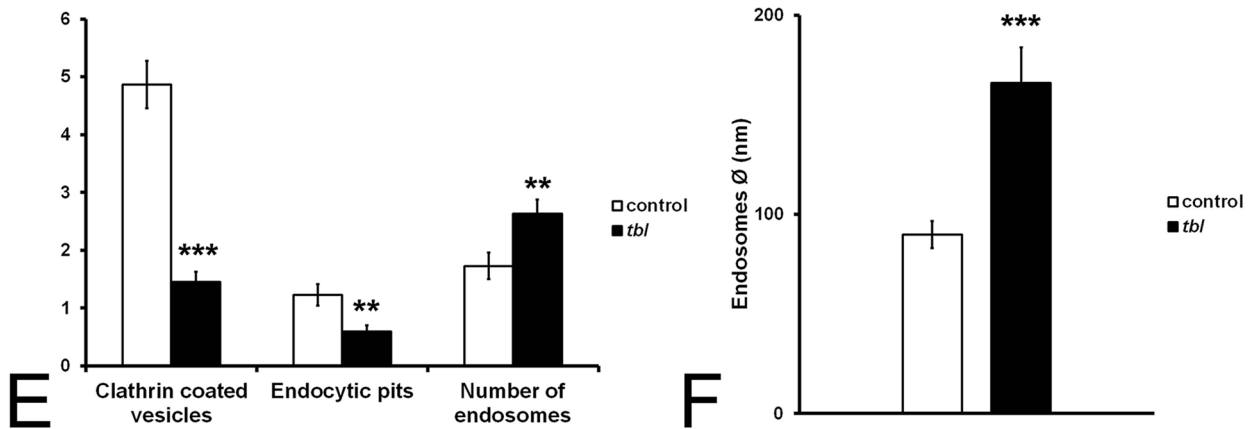 6
5
4
3
2
1
0
***
**
**
control
tbl
Clathrin coated
vesicles
Endocytic pits
Number of
endosomes
E
200
100
0
Endosomes Ø (nm)
***
control
tbl
F